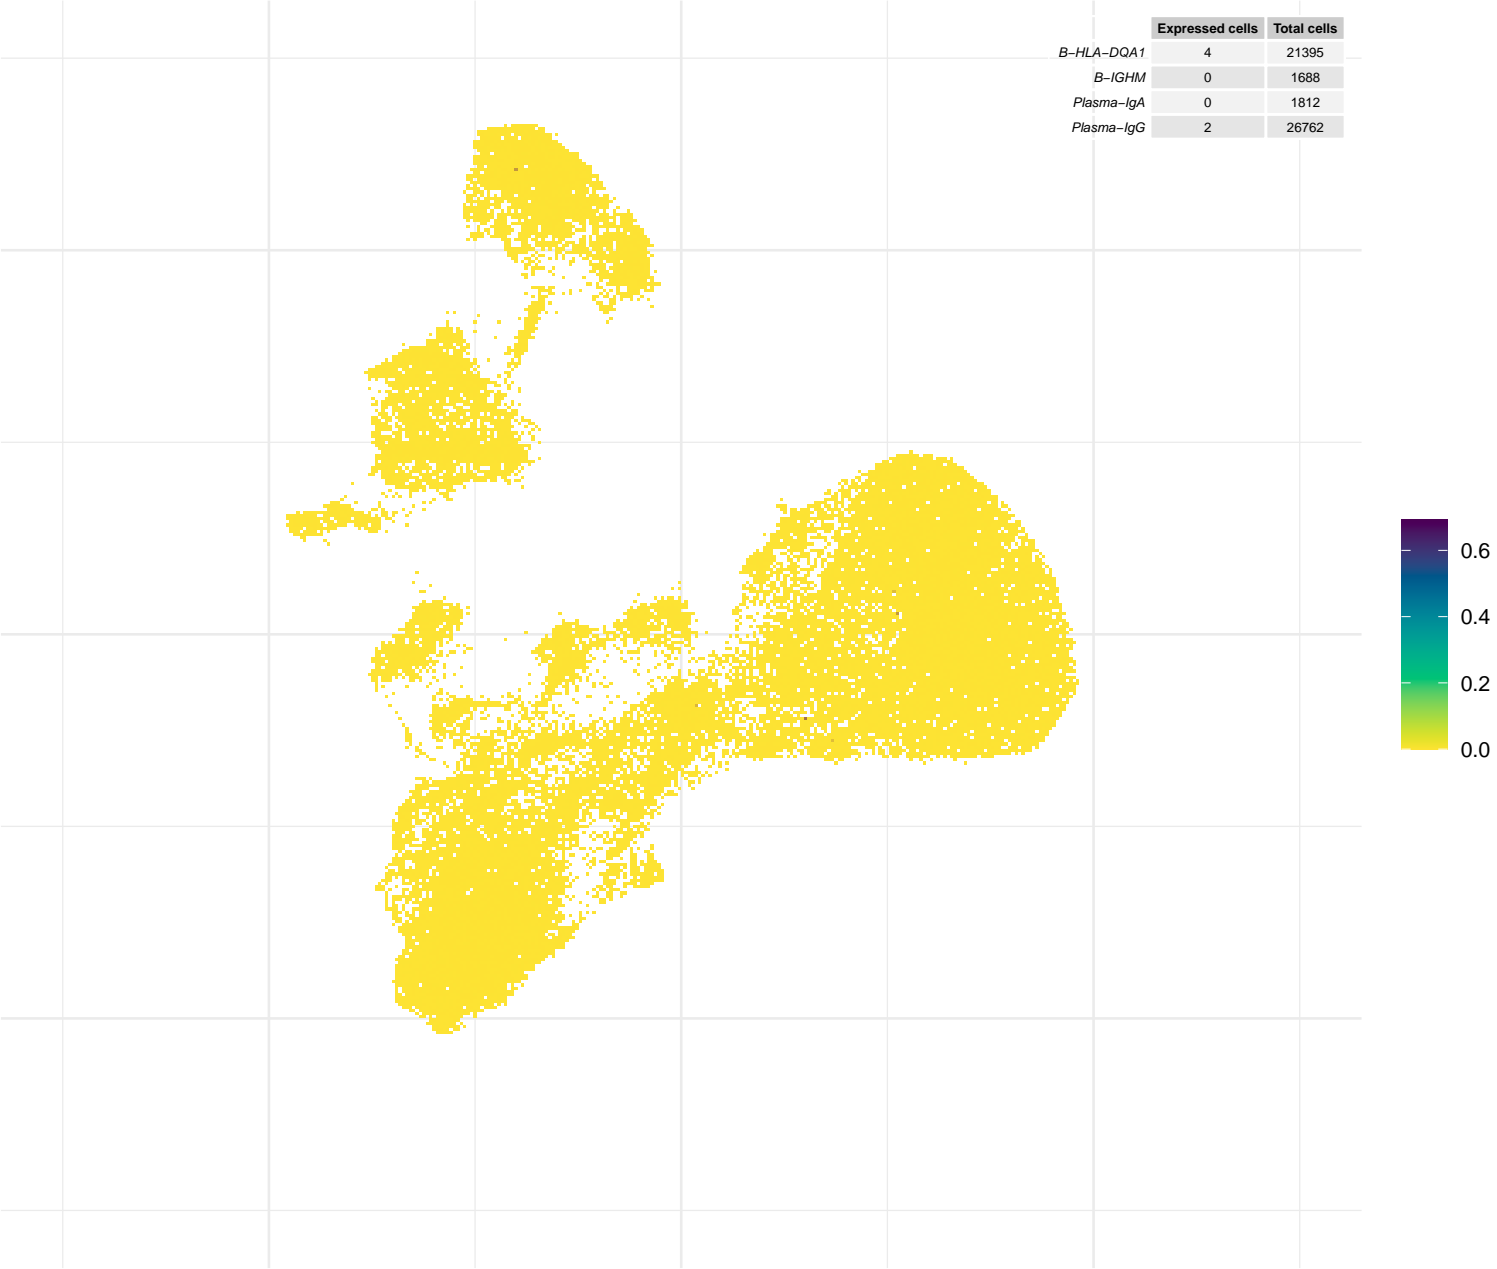 Expressed cells Total cells
B−HLA−DQA1 4 21395
B−IGHM 0 1688
Plasma−IgA 0 1812
Plasma−IgG 2 26762
0.6
0.4
0.2
0.0